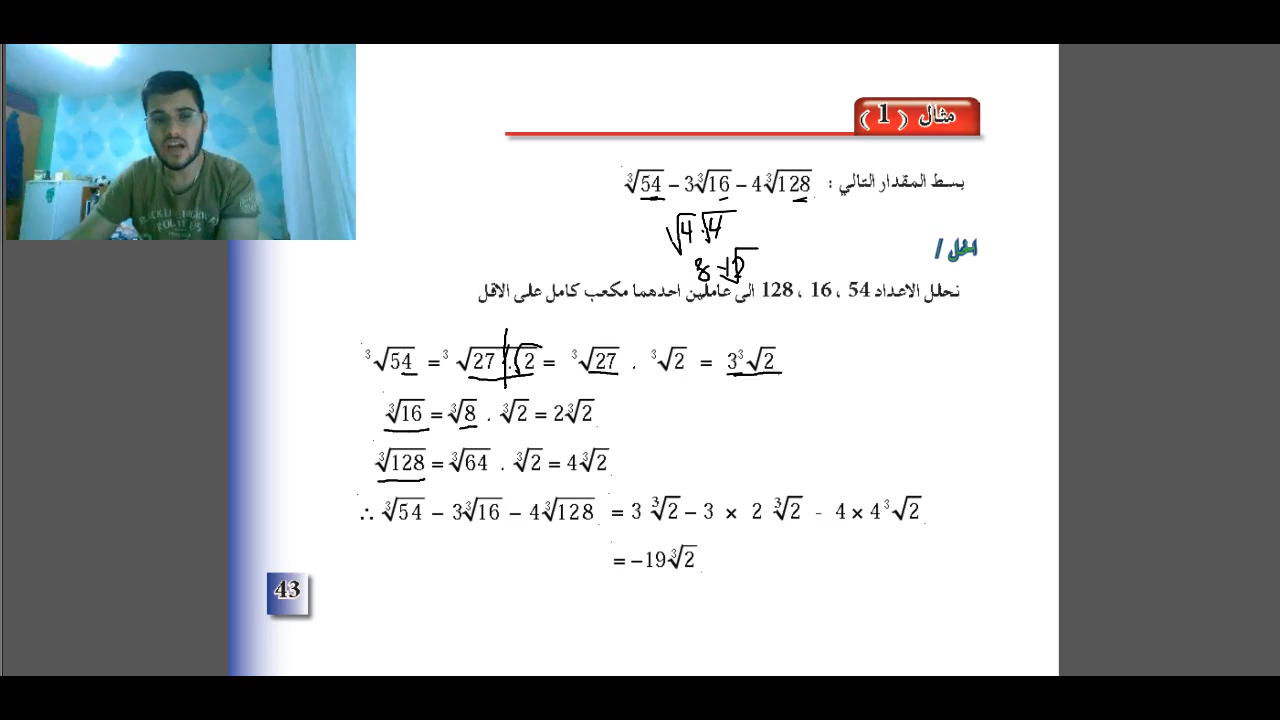 مثال ( 1 )
بسط المقدار التالي : ∛54 − 3∛16 − 4∛128
√4 . √4
الحل /
نحلل الاعداد 54 ، 16 ، 128 الى عاملين احدهما مكعب كامل على الاقل
∛54 = ∛27 . 2 = ∛27 . ∛2 = 3∛2
∛16 = ∛8 . ∛2 = 2∛2
∛128 = ∛64 . ∛2 = 4∛2
∴ ∛54 − 3∛16 − 4∛128 = 3 ∛2 − 3 × 2 ∛2 - 4 × 4∛2
= −19∛2
43